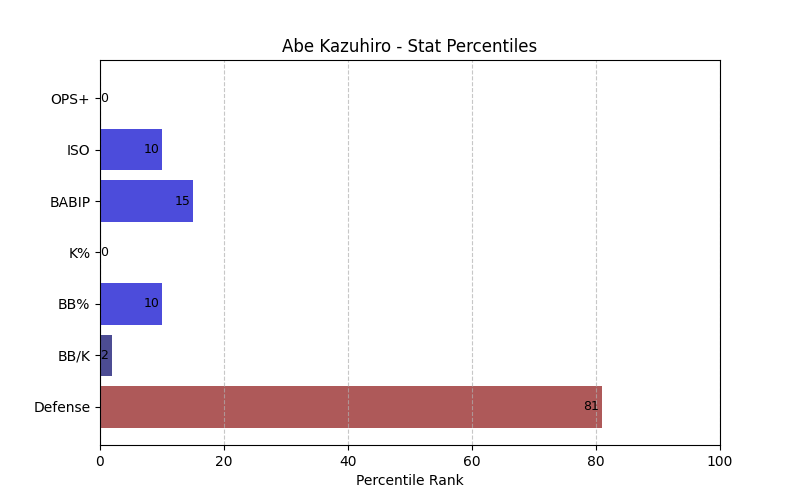 Abe Kazuhiro - Stat Percentiles
OPS+ 0
ISO 10
BABIP 15
K% 0
BB% 10
BB/K 2
Defense 81
0 20 40 60 80 100
Percentile Rank